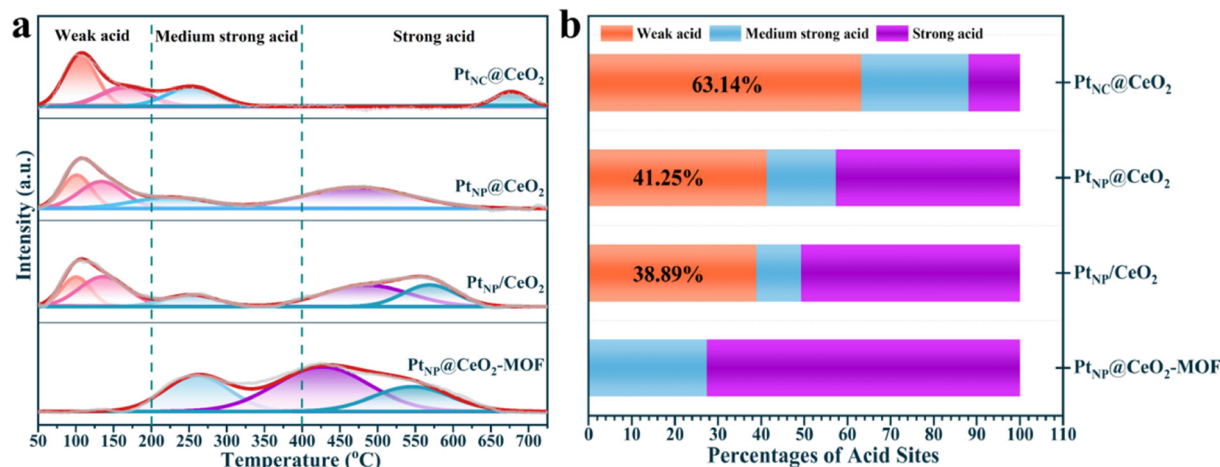 a
Weak acid Medium strong acid Strong acid
Pt_NC@CeO₂
Pt_NP@CeO₂
Pt_NP/CeO₂
Pt_NP@CeO₂-MOF
Intensity (a.u.)
50 100 150 200 250 300 350 400 450 500 550 600 650 700
Temperature (°C)
b
Weak acid Medium strong acid Strong acid
63.14% Pt_NC@CeO₂
41.25% Pt_NP@CeO₂
38.89% Pt_NP/CeO₂
Pt_NP@CeO₂-MOF
0 10 20 30 40 50 60 70 80 90 100 110
Percentages of Acid Sites